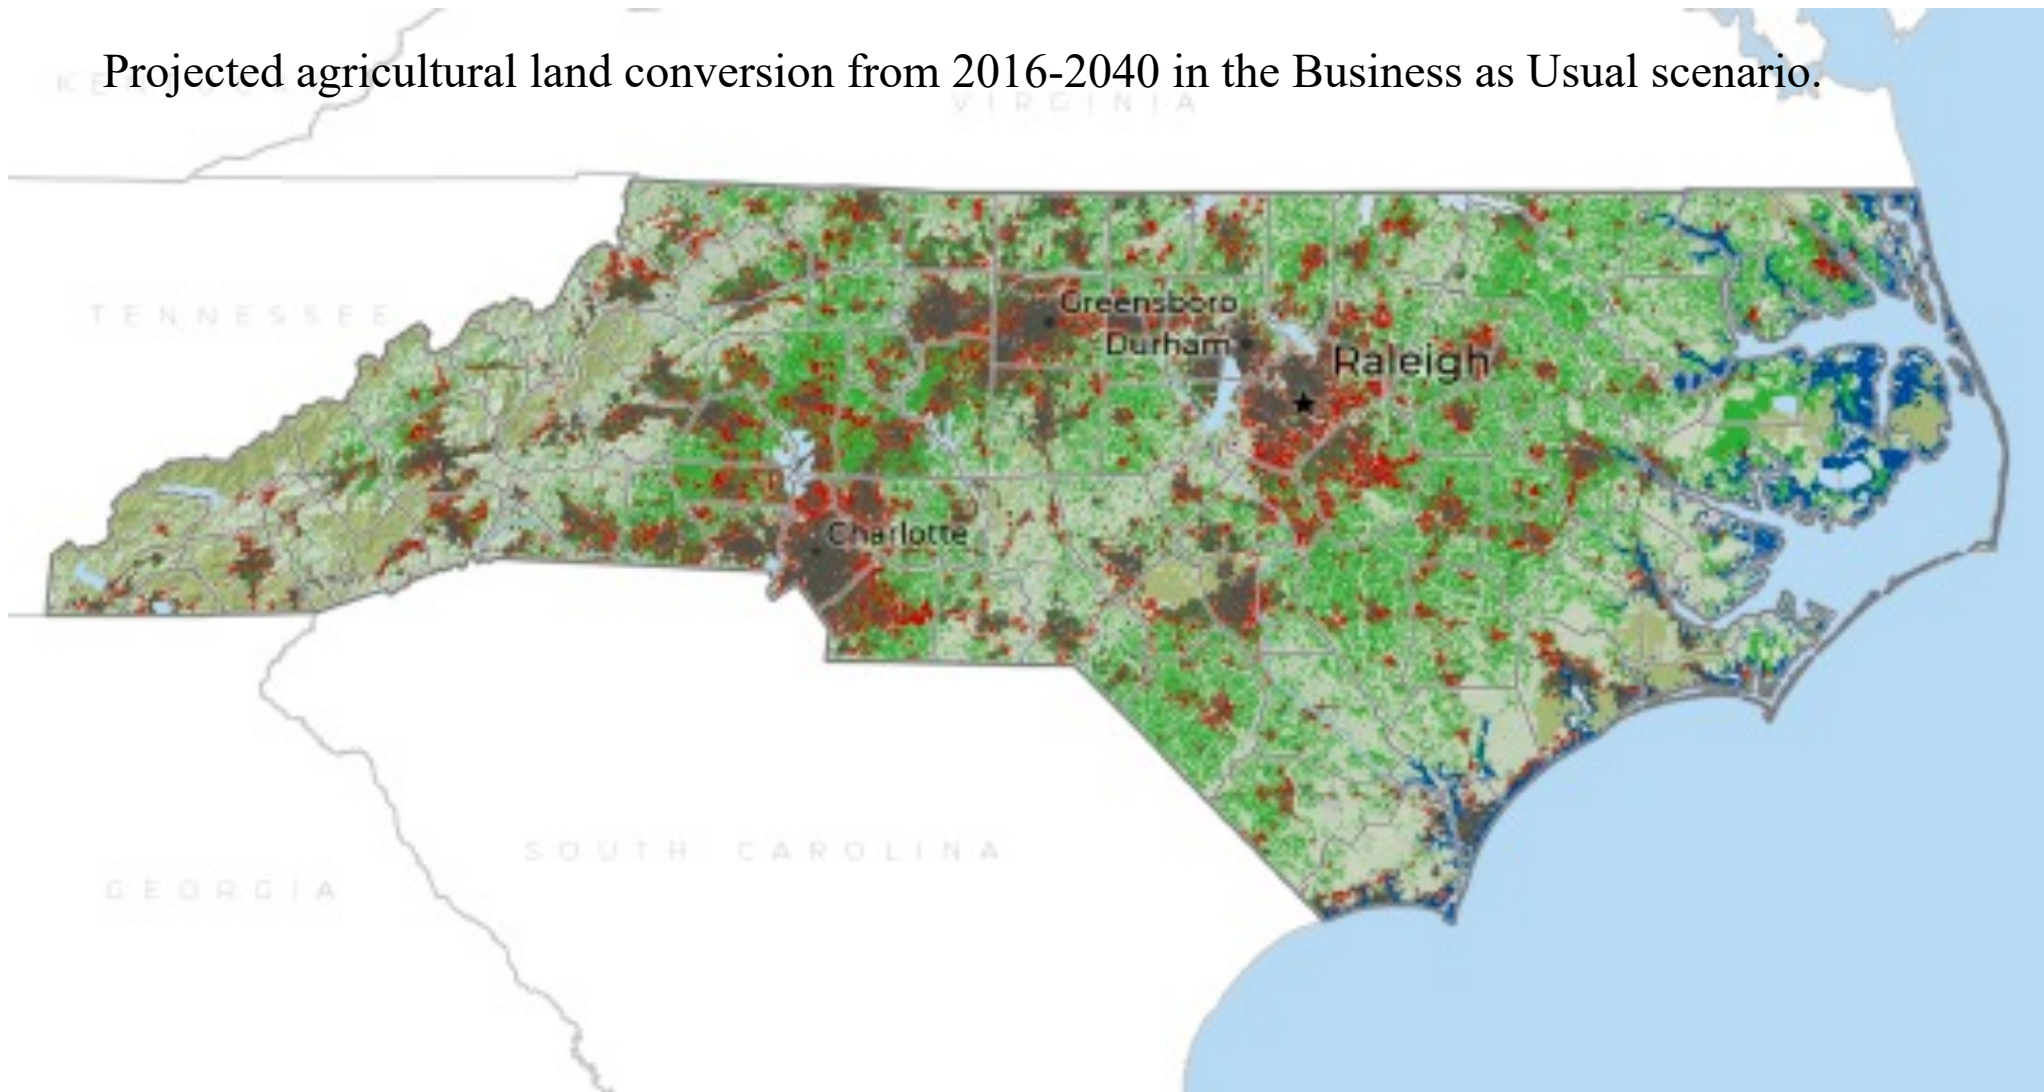 Projected agricultural land conversion from 2016-2040 in the Business as Usual scenario.
VIRGINIA
TENNESSEE
Greensboro
Durham
Raleigh
Charlotte
SOUTH CAROLINA
GEORGIA